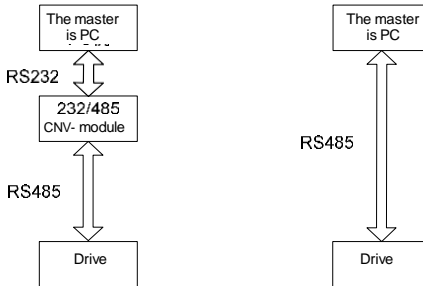 The master
is PC
RS232
232/485
CNV- module
RS485
Drive
The master
is PC
RS485
Drive